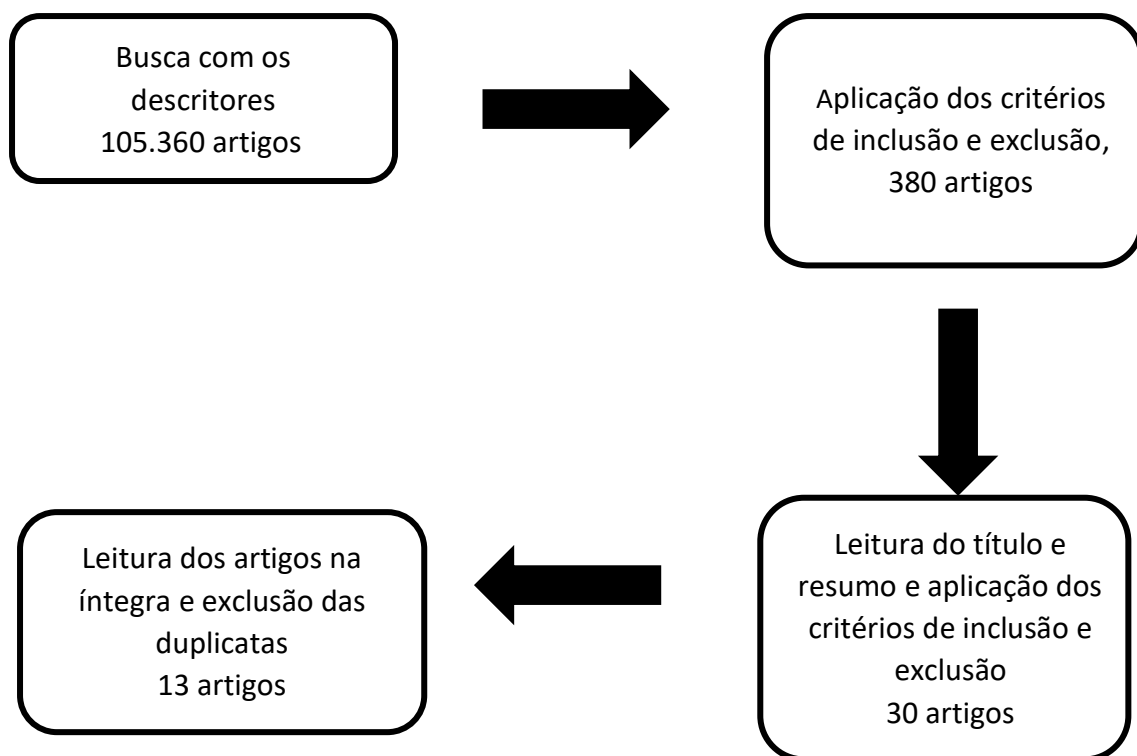 Busca com os
descritores
105.360 artigos
Aplicação dos critérios
de inclusão e exclusão,
380 artigos
Leitura do título e
resumo e aplicação dos
critérios de inclusão e
exclusão
30 artigos
Leitura dos artigos na
íntegra e exclusão das
duplicatas
13 artigos